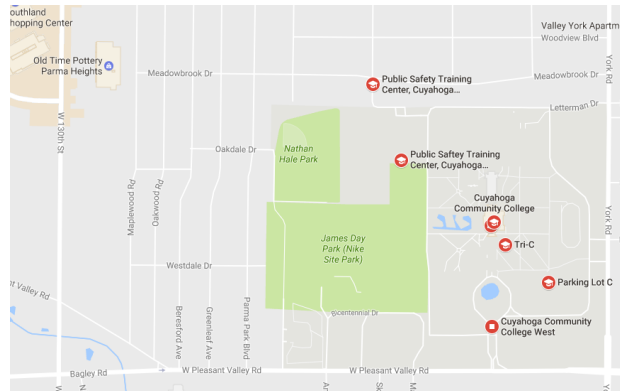 outhland
hopping Center
Valley York Apartm
Woodview Blvd
Old Time Pottery
Parma Heights
Meadowbrook Dr
Public Safety Training
Center, Cuyahoga...
Meadowbrook Dr
York Rd
Letterman Dr
W 130th St
Nathan
Hale Park
Oakdale Dr
Public Saftey Training
Center, Cuyahoga...
Maplewood Rd
Oakwood Rd
Cuyahoga
Community College
York Rd
James Day
Park (Nike
Site Park)
Tri-C
Westdale Dr
nt Valley Rd
Parking Lot C
Beresford Ave
Greenleaf Ave
Parma Park Blvd
Bicentennial Dr
Cuyahoga Community
College West
Bagley Rd
W Pleasant Valley Rd
W Pleasant Valley Rd